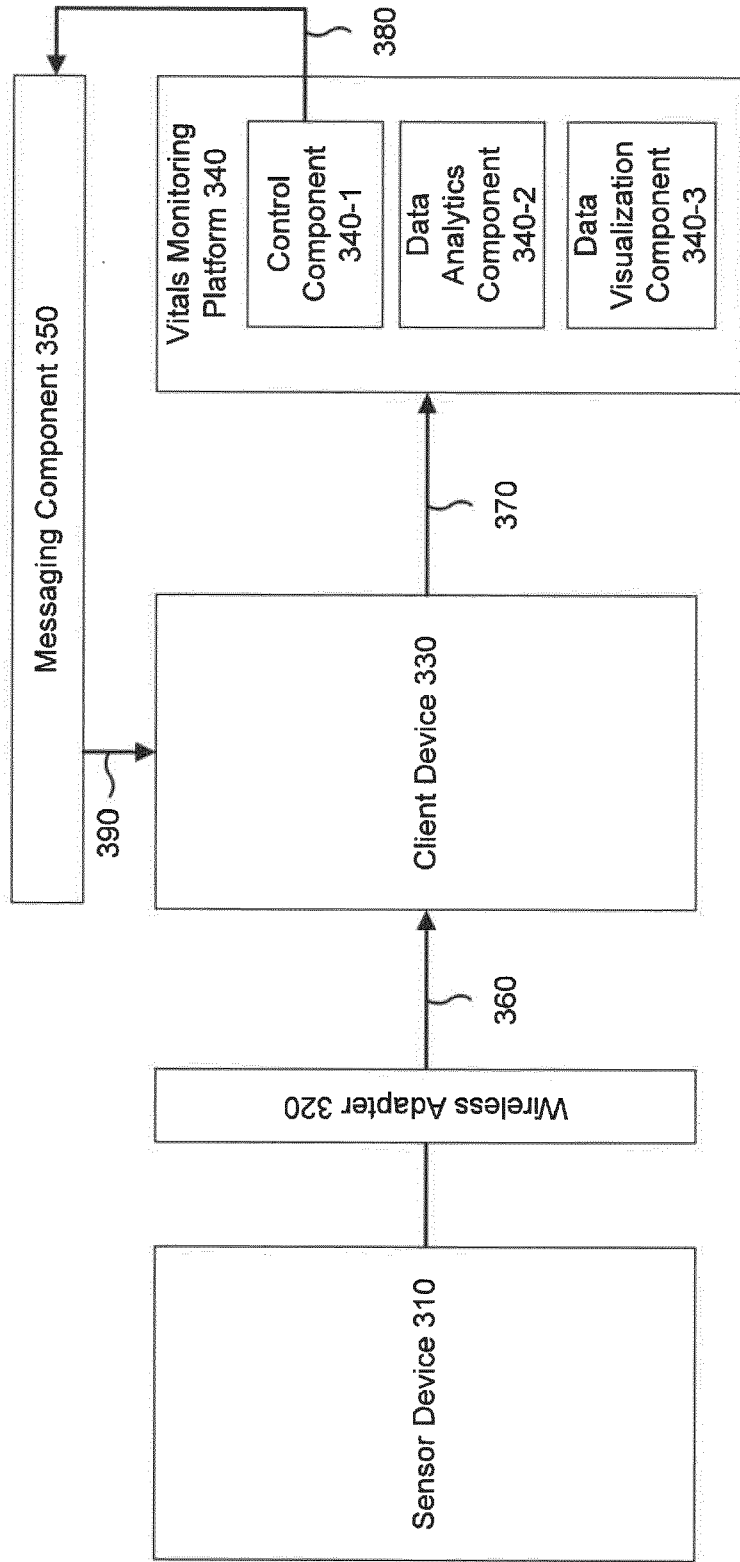 Messaging Component 350
380
390
Vitals Monitoring
Platform 340
Control
Component
340-1
Data
Analytics
Component
340-2
Data
Visualization
Component
340-3
370
Client Device 330
360
Wireless Adapter 320
Sensor Device 310